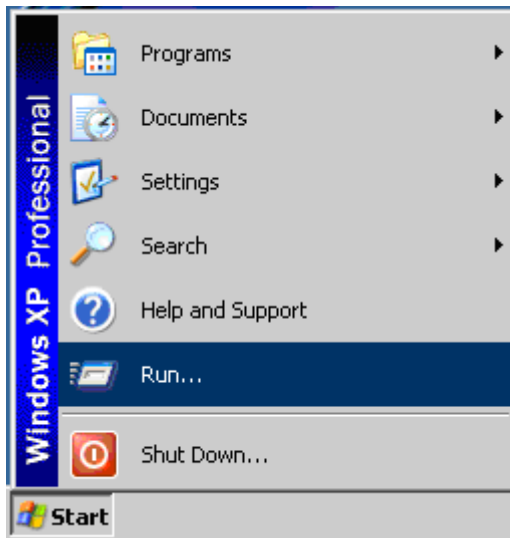 Windows XP Professional
Programs
Documents
Settings
Search
Help and Support
Run...
Shut Down...
Start